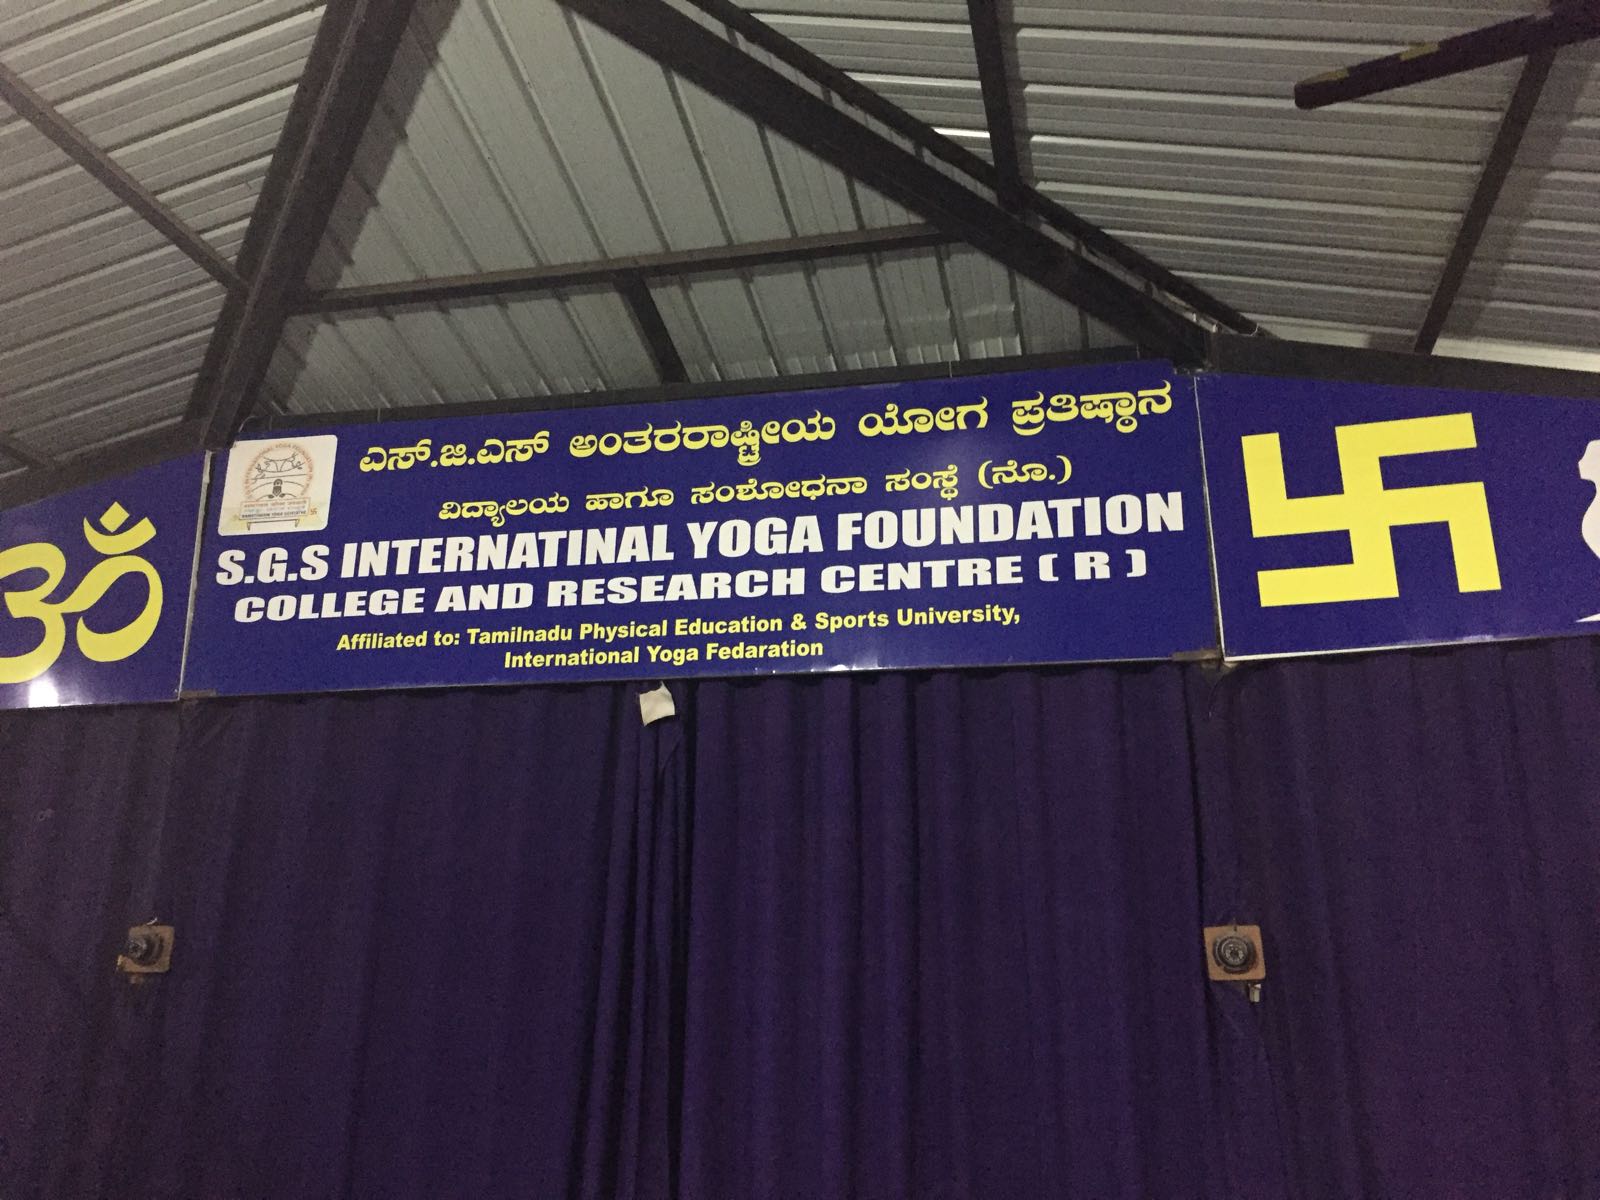 ॐ
ಎಸ್.ಜಿ.ಎಸ್ ಅಂತರರಾಷ್ಟ್ರೀಯ ಯೋಗ ಪ್ರತಿಷ್ಠಾನ
ವಿದ್ಯಾಲಯ ಹಾಗೂ ಸಂಶೋಧನಾ ಸಂಸ್ಥೆ (ನೊ.)
S.G.S INTERNATINAL YOGA FOUNDATION
COLLEGE AND RESEARCH CENTRE ( R )
Affiliated to: Tamilnadu Physical Education & Sports University,
International Yoga Fedaration